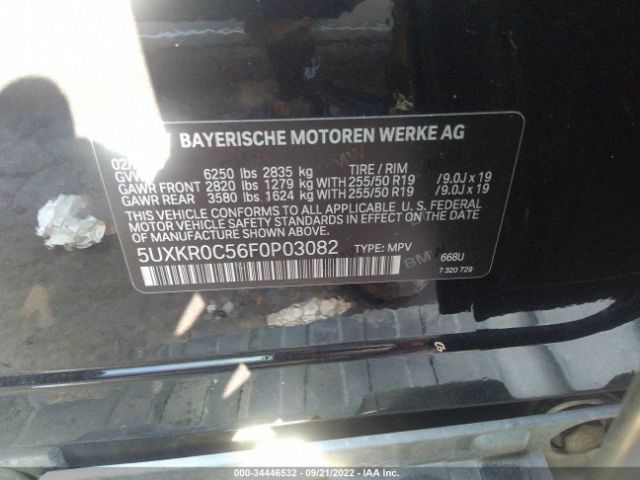 BAYERISCHE MOTOREN WERKE AG
02/
GVW 6250 lbs 2835 kg TIRE / RIM
GAWR FRONT 2820 lbs 1279 kg WITH 255/50 R19 /9.0J x 19
GAWR REAR 3580 lbs 1624 kg WITH 255/50 R19 /9.0J x 19
THIS VEHICLE CONFORMS TO ALL APPLICABLE U. S. FEDERAL
MOTOR VEHICLE SAFETY STANDARDS IN EFFECT ON THE DATE
OF MANUFACTURE SHOWN ABOVE.
5UXKR0C56F0P03082 TYPE: MPV 668U
7 320 729
000-34446532 - 09/21/2022 - IAA Inc.